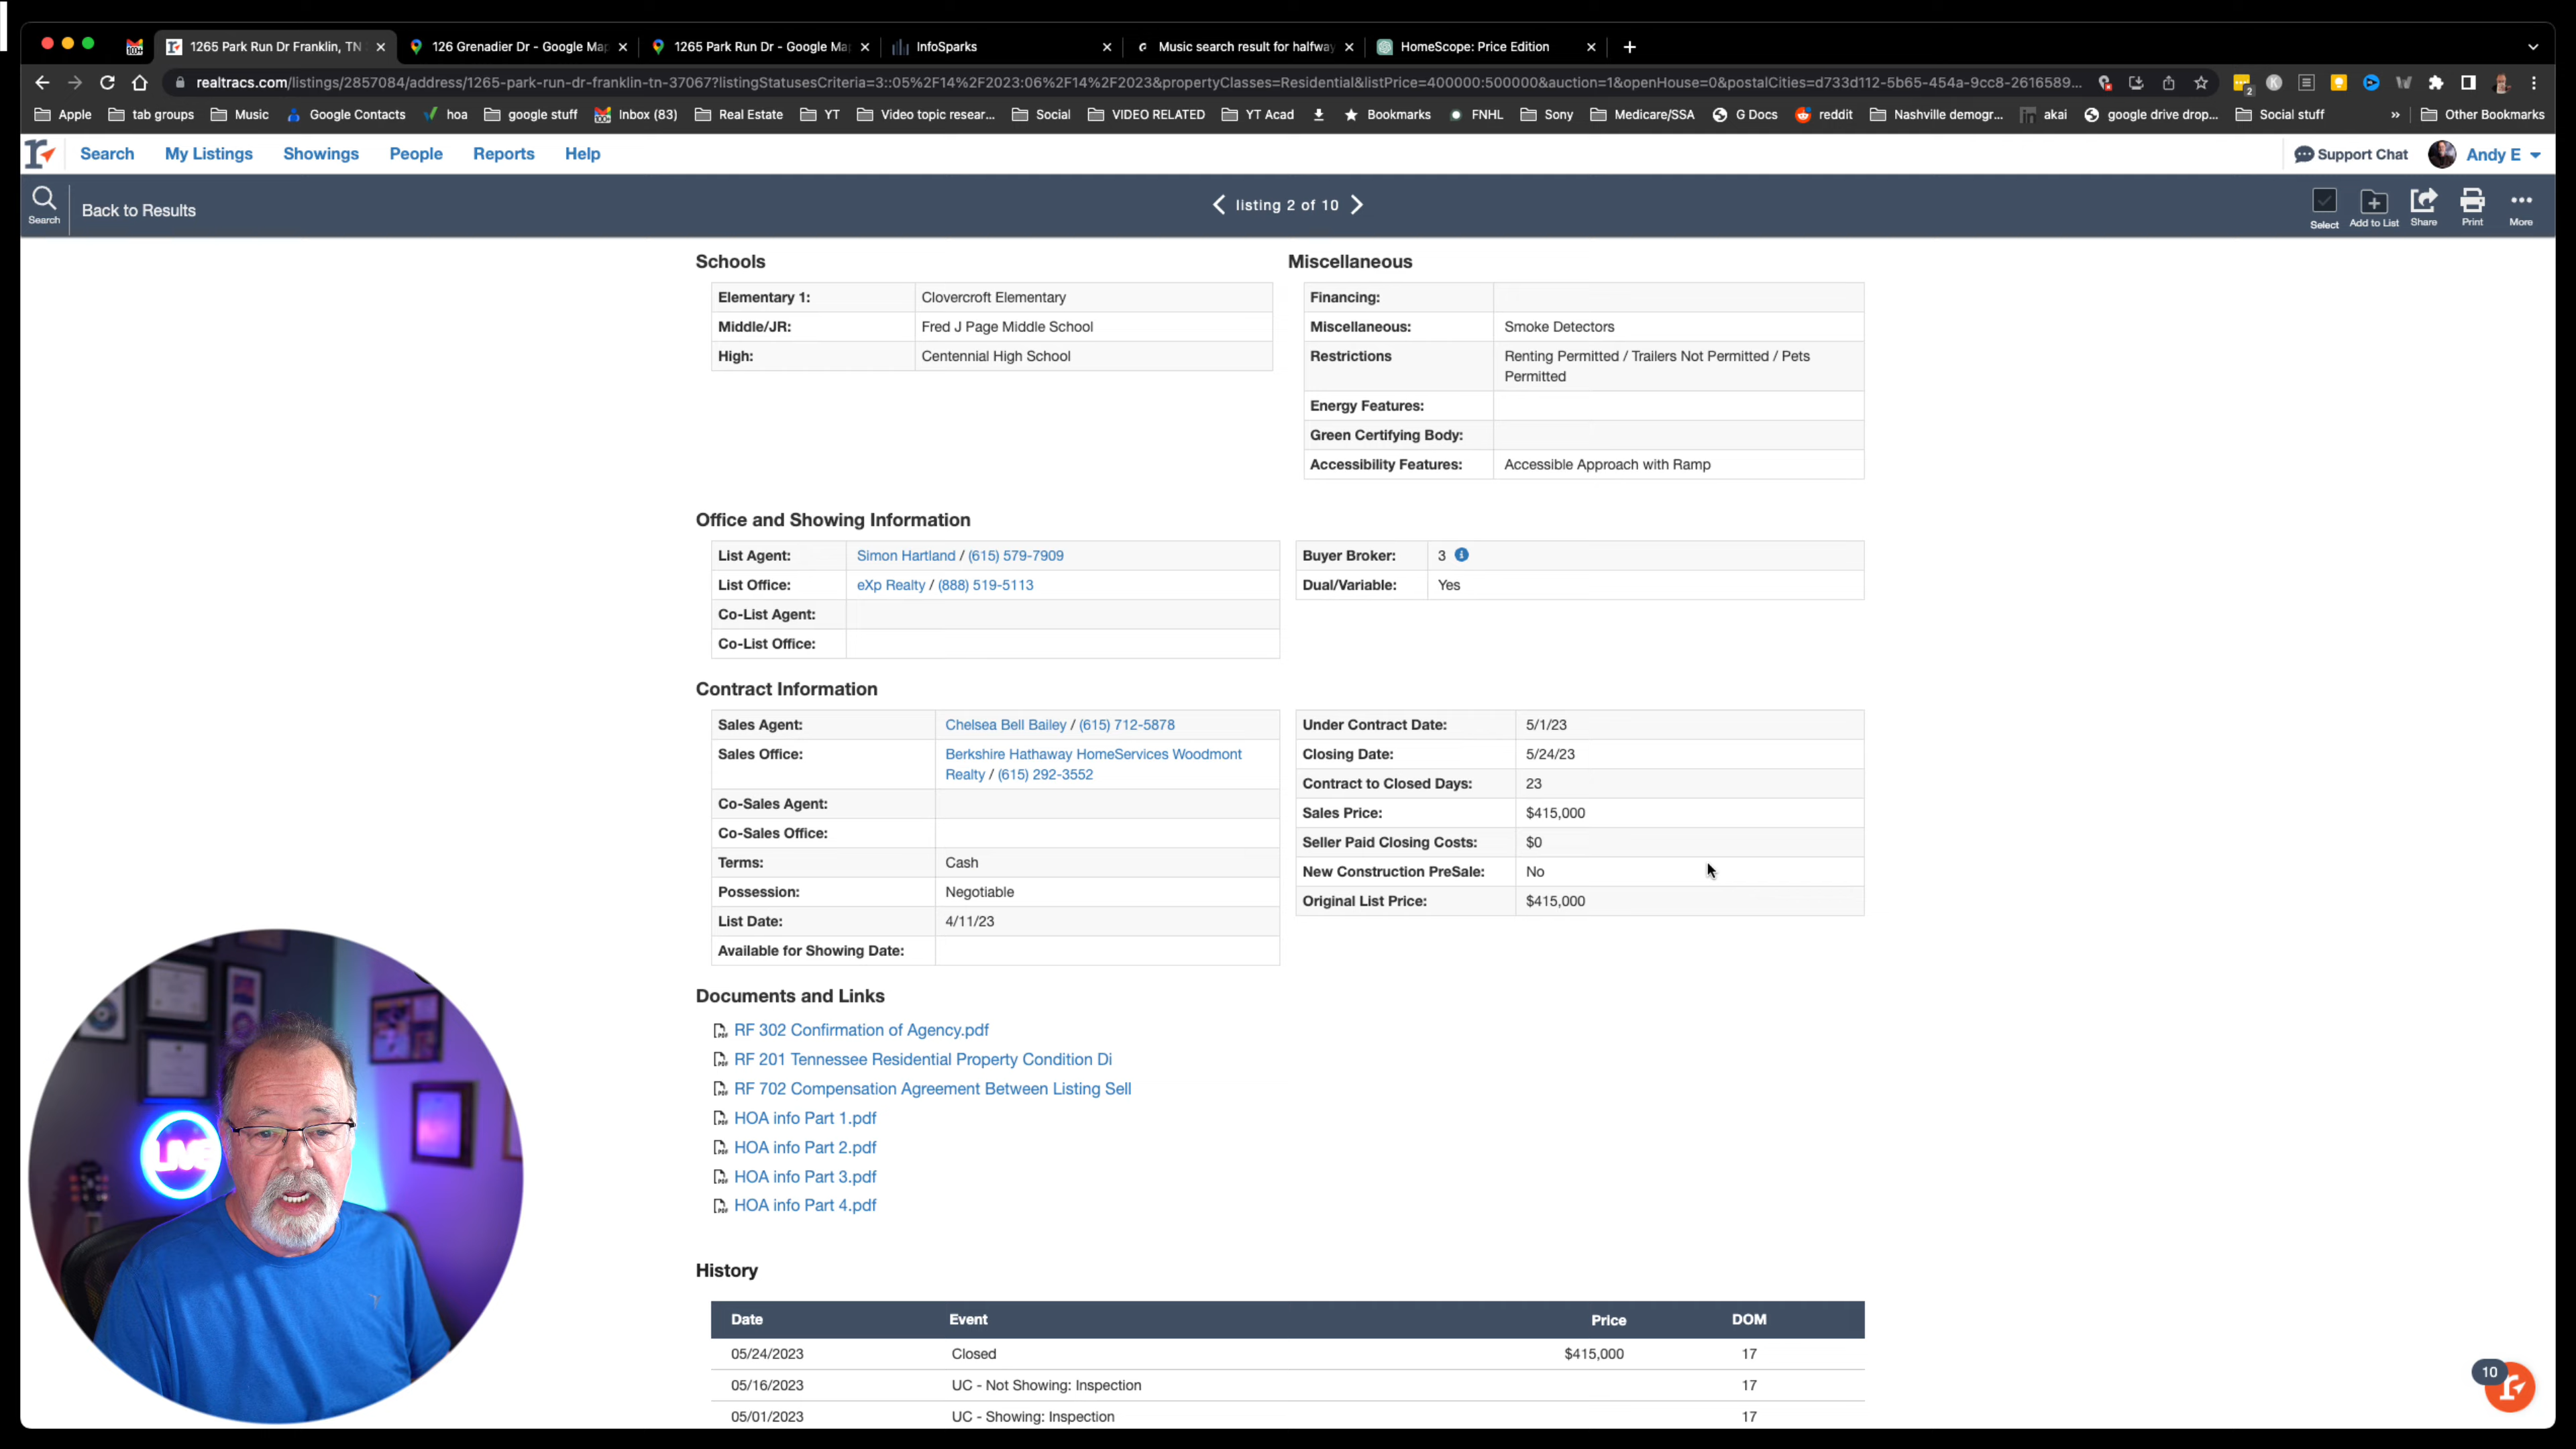 1265 Park Run Dr Franklin, TN
126 Grenadier Dr - Google Ma
1265 Park Run Dr - Google Ma
InfoSparks
Music search result for halfway
HomeScope: Price Edition
realtracs.com/listings/2857084/address/1265-park-run-dr-franklin-tn-37067?listingStatusesCriteria=3::05%2F14%2F2023:06%2F14%2F2023&propertyClasses=Residential&listPrice=400000:500000&auction=1&openHouse=0&postalCities=d733d112-5b65-454a-9cc8-2616589...
Apple tab groups Music Google Contacts hoa google stuff Inbox (83) Real Estate YT Video topic resear... Social VIDEO RELATED YT Acad Bookmarks FNHL Sony Medicare/SSA G Docs reddit Nashville demogr... akai google drive drop... Social stuff » Other Bookmarks
Search My Listings Showings People Reports Help Support Chat Andy E
Search
Back to Results
listing 2 of 10
Select Add to List Share Print More
Schools
Elementary 1: Clovercroft Elementary
Middle/JR: Fred J Page Middle School
High: Centennial High School
Miscellaneous
Financing:
Miscellaneous: Smoke Detectors
Restrictions Renting Permitted / Trailers Not Permitted / Pets
Permitted
Energy Features:
Green Certifying Body:
Accessibility Features: Accessible Approach with Ramp
Office and Showing Information
List Agent: Simon Hartland / (615) 579-7909
List Office: eXp Realty / (888) 519-5113
Co-List Agent:
Co-List Office:
Buyer Broker: 3
Dual/Variable: Yes
Contract Information
Sales Agent: Chelsea Bell Bailey / (615) 712-5878
Sales Office: Berkshire Hathaway HomeServices Woodmont
Realty / (615) 292-3552
Co-Sales Agent:
Co-Sales Office:
Terms: Cash
Possession: Negotiable
List Date: 4/11/23
Available for Showing Date:
Under Contract Date: 5/1/23
Closing Date: 5/24/23
Contract to Closed Days: 23
Sales Price: $415,000
Seller Paid Closing Costs: $0
New Construction PreSale: No
Original List Price: $415,000
Documents and Links
RF 302 Confirmation of Agency.pdf
RF 201 Tennessee Residential Property Condition Di
RF 702 Compensation Agreement Between Listing Sell
HOA info Part 1.pdf
HOA info Part 2.pdf
HOA info Part 3.pdf
HOA info Part 4.pdf
LIVE
History
Date Event Price DOM
05/24/2023 Closed $415,000 17
05/16/2023 UC - Not Showing: Inspection 17
05/01/2023 UC - Showing: Inspection 17
10